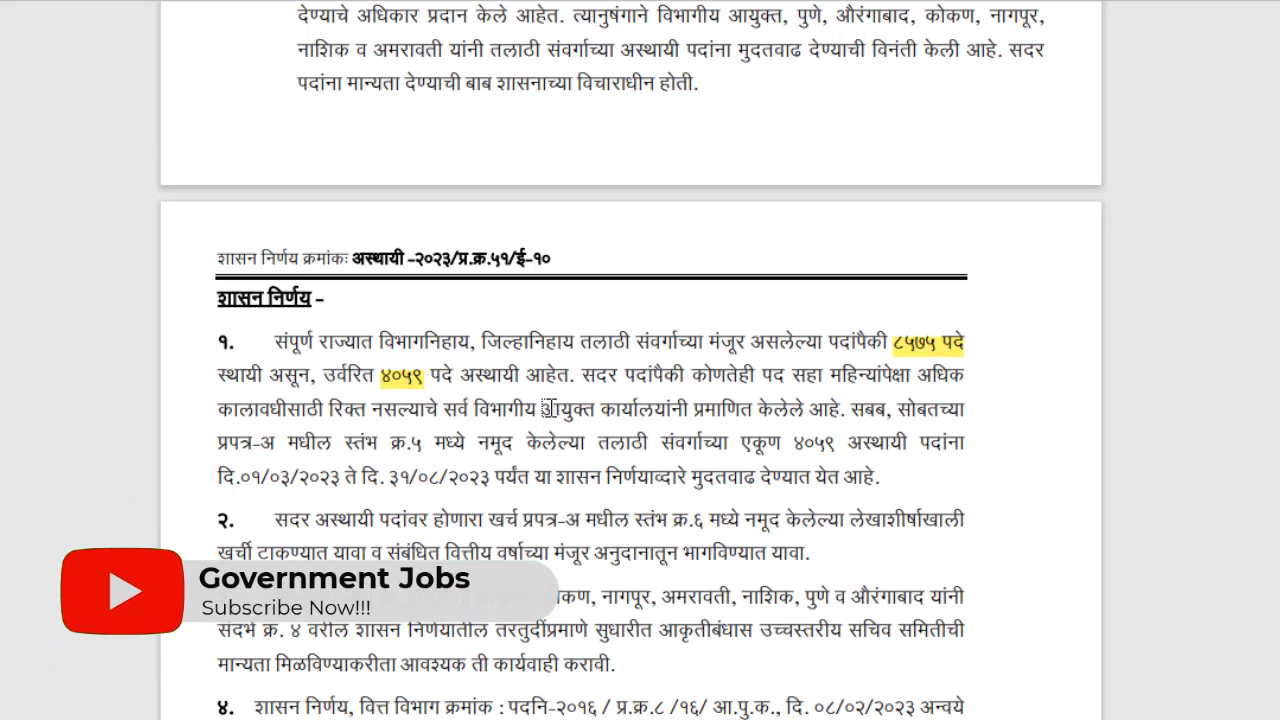 देण्याचे अधिकार प्रदान केले आहेत. त्यानुषंगाने विभागीय आयुक्त, पुणे, औरंगाबाद, कोकण, नागपूर,
नाशिक व अमरावती यांनी तलाठी संवर्गाच्या अस्थायी पदांना मुदतवाढ देण्याची विनंती केली आहे. सदर
पदांना मान्यता देण्याची बाब शासनाच्या विचाराधीन होती.
शासन निर्णय क्रमांकः अस्थायी -२०२३/प्र.क्र.५१/ई-१०
शासन निर्णय -
१. संपूर्ण राज्यात विभागनिहाय, जिल्हानिहाय तलाठी संवर्गाच्या मंजूर असलेल्या पदांपैकी ८५७५ पदे
स्थायी असून, उर्वरित ४०५९ पदे अस्थायी आहेत. सदर पदांपैकी कोणतेही पद सहा महिन्यांपेक्षा अधिक
कालावधीसाठी रिक्त नसल्याचे सर्व विभागीय आयुक्त कार्यालयांनी प्रमाणित केलेले आहे. सबब, सोबतच्या
प्रपत्र-अ मधील स्तंभ क्र.५ मध्ये नमूद केलेल्या तलाठी संवर्गाच्या एकूण ४०५९ अस्थायी पदांना
दि.०१/०३/२०२३ ते दि. ३१/०८/२०२३ पर्यंत या शासन निर्णयाव्दारे मुदतवाढ देण्यात येत आहे.
२. सदर अस्थायी पदांवर होणारा खर्च प्रपत्र-अ मधील स्तंभ क्र.६ मध्ये नमूद केलेल्या लेखाशीर्षाखाली
खर्ची टाकण्यात यावा व संबंधित वित्तीय वर्षाच्या मंजूर अनुदानातून भागविण्यात यावा.
नागपूर, अमरावती, नाशिक, पुणे व औरंगाबाद यांनी
संदर्भ क्र. ४ वरील शासन निर्णयातील तरतुदींप्रमाणे सुधारीत आकृतीबंधास उच्चस्तरीय सचिव समितीची
मान्यता मिळविण्याकरीता आवश्यक ती कार्यवाही करावी.
४. शासन निर्णय, वित्त विभाग क्रमांक : पदनि-२०१६ / प्र.क्र.८ /१६/ आ.पु.क., दि. ०८/०२/२०२३ अन्वये
Government Jobs
Subscribe Now!!!